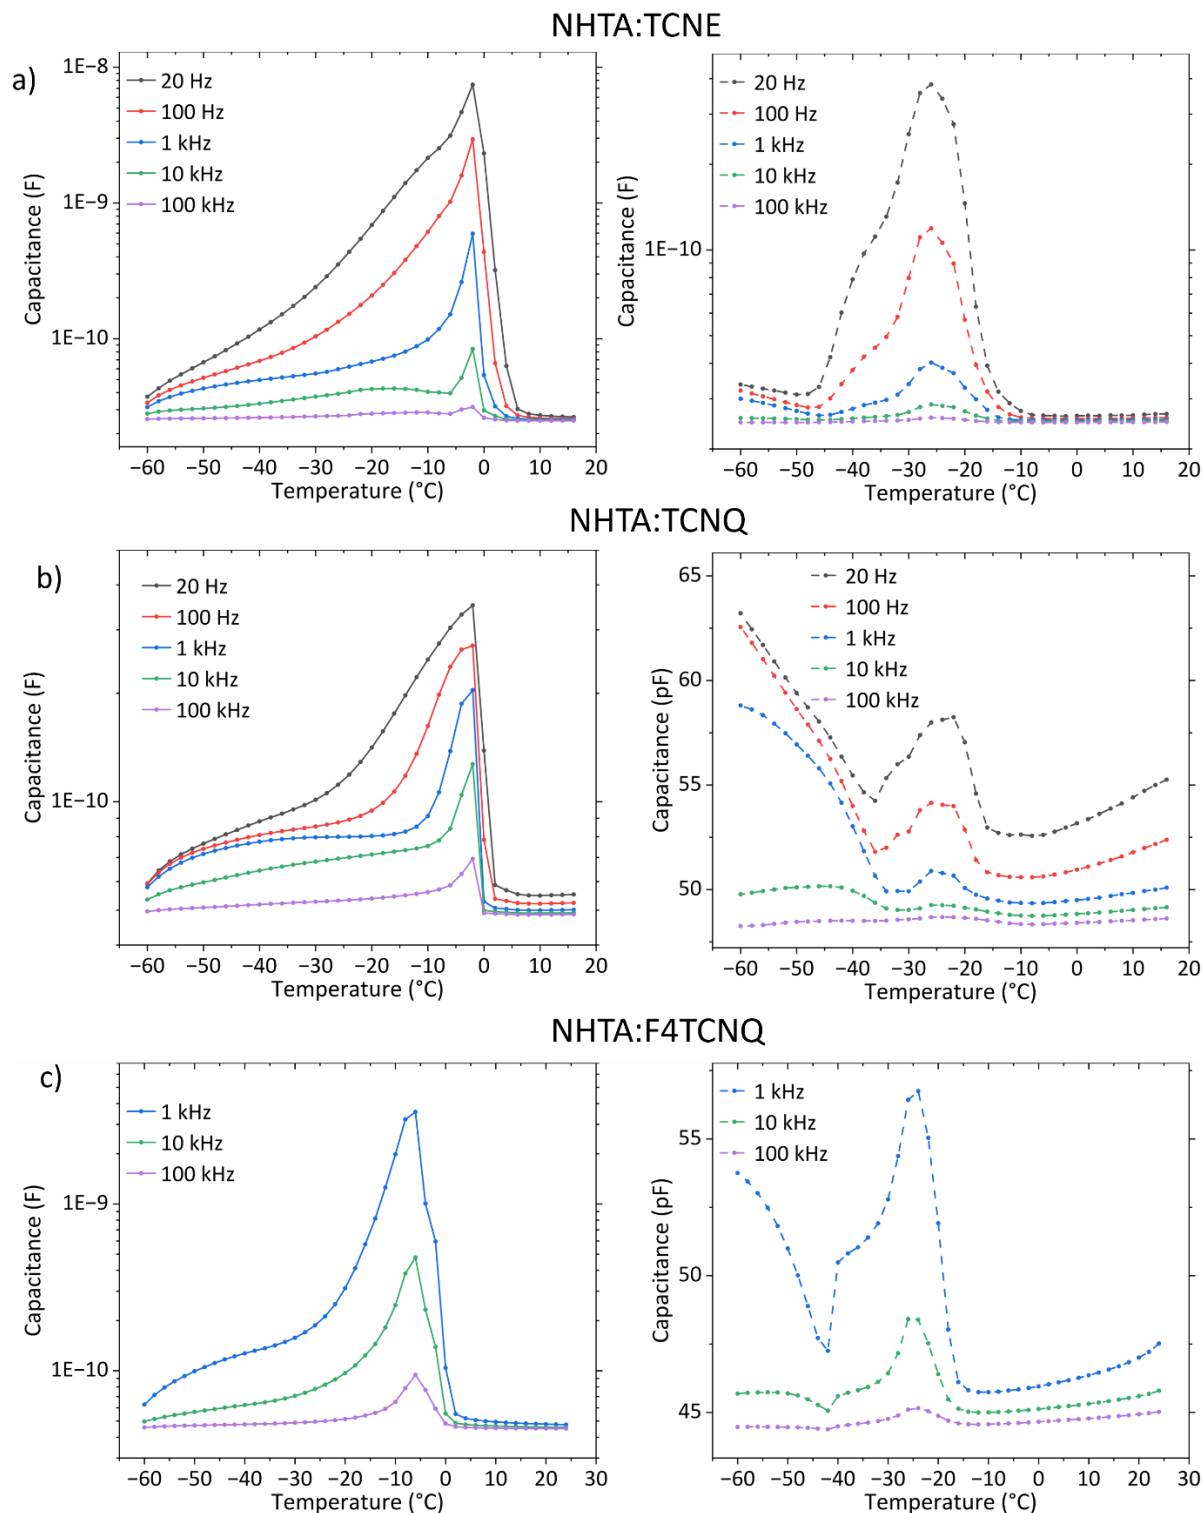 NHTA:TCNE
a)
1E−8
1E−9
1E−10
Capacitance (F)
20 Hz
100 Hz
1 kHz
10 kHz
100 kHz
−60 −50 −40 −30 −20 −10 0 10 20
Temperature (°C)
1E−10
Capacitance (F)
20 Hz
100 Hz
1 kHz
10 kHz
100 kHz
−60 −50 −40 −30 −20 −10 0 10 20
Temperature (°C)
NHTA:TCNQ
b)
1E−10
Capacitance (F)
20 Hz
100 Hz
1 kHz
10 kHz
100 kHz
−60 −50 −40 −30 −20 −10 0 10 20
Temperature (°C)
65
60
55
50
Capacitance (pF)
20 Hz
100 Hz
1 kHz
10 kHz
100 kHz
−60 −50 −40 −30 −20 −10 0 10 20
Temperature (°C)
NHTA:F4TCNQ
c)
1E−9
1E−10
Capacitance (F)
1 kHz
10 kHz
100 kHz
−60 −50 −40 −30 −20 −10 0 10 20 30
Temperature (°C)
55
50
45
Capacitance (pF)
1 kHz
10 kHz
100 kHz
−60 −50 −40 −30 −20 −10 0 10 20 30
Temperature (°C)